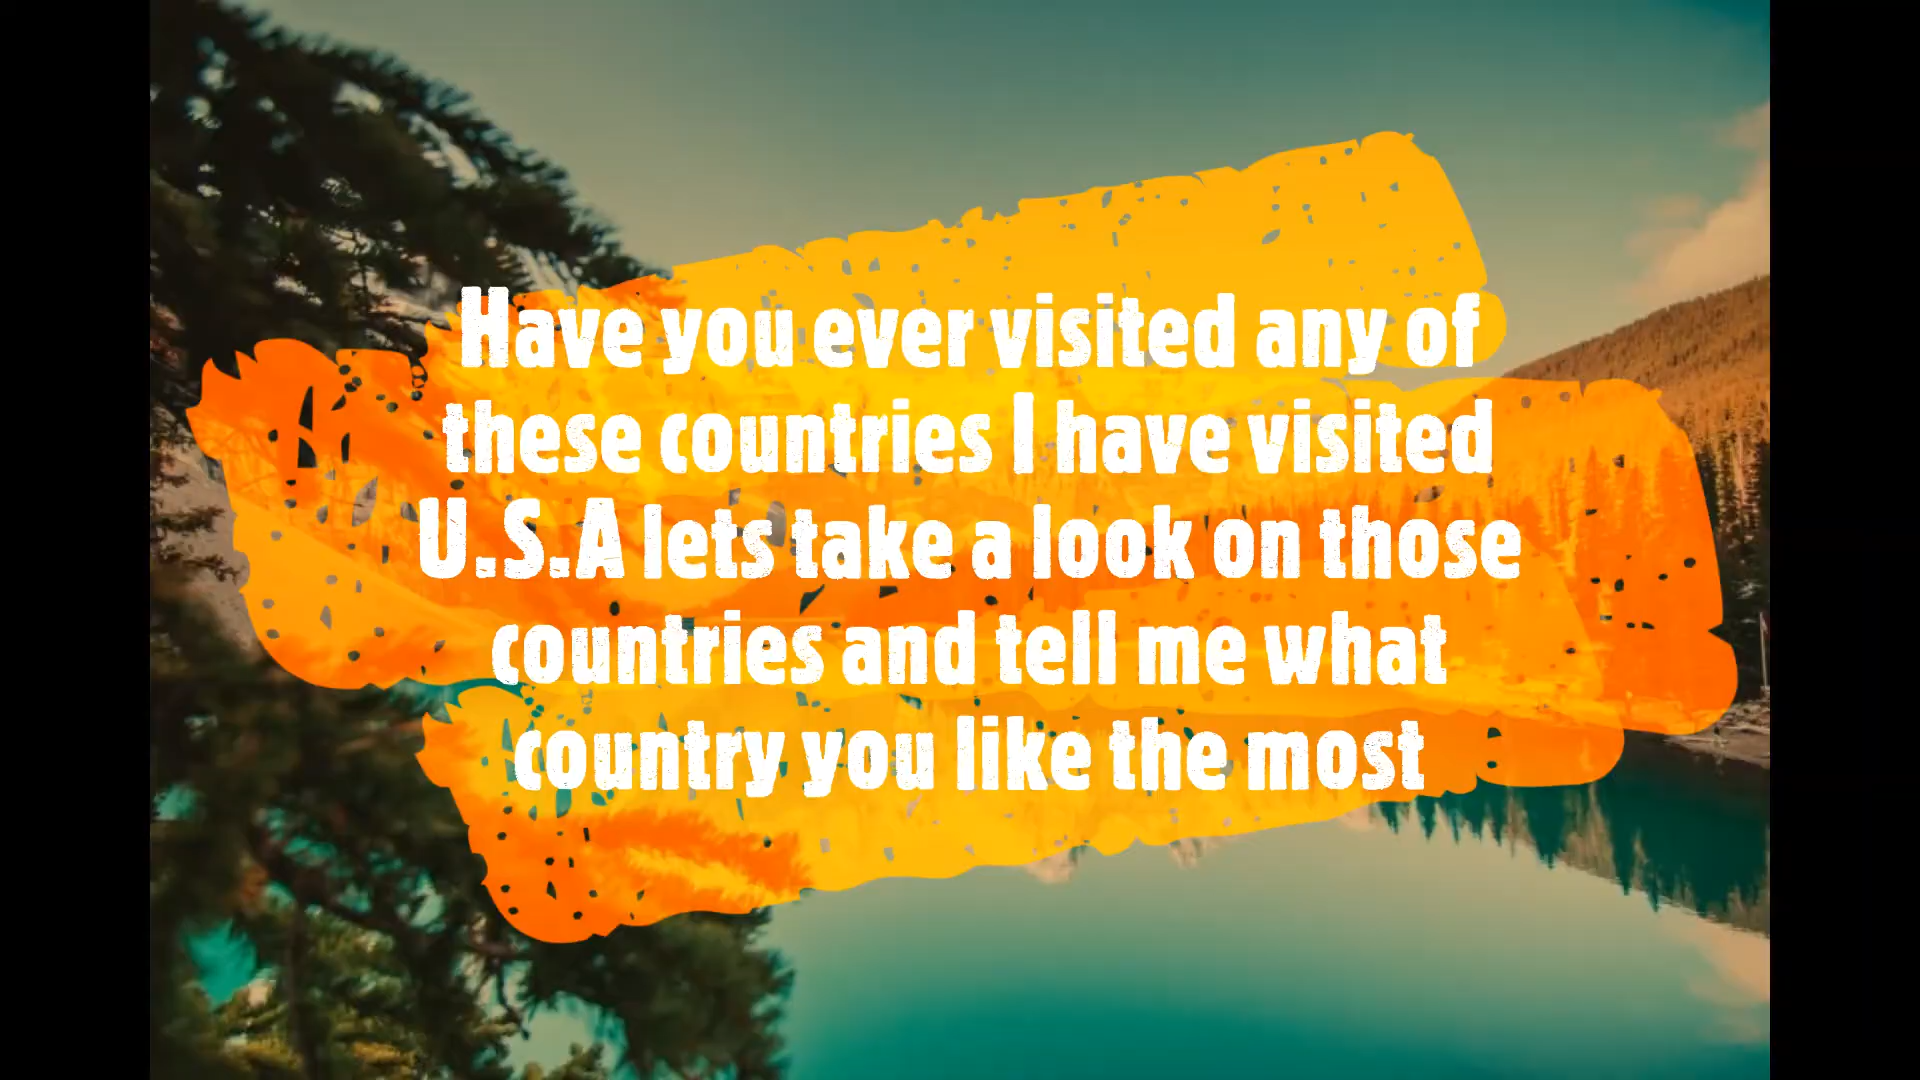 Have you ever visited any of
these countries I have visited
U.S.A lets take a look on those
countries and tell me what
country you like the most